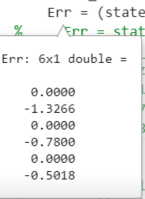 Err = (state
% Err = stat
Err: 6x1 double =
0.0000
-1.3266
0.0000
-0.7800
0.0000
-0.5018